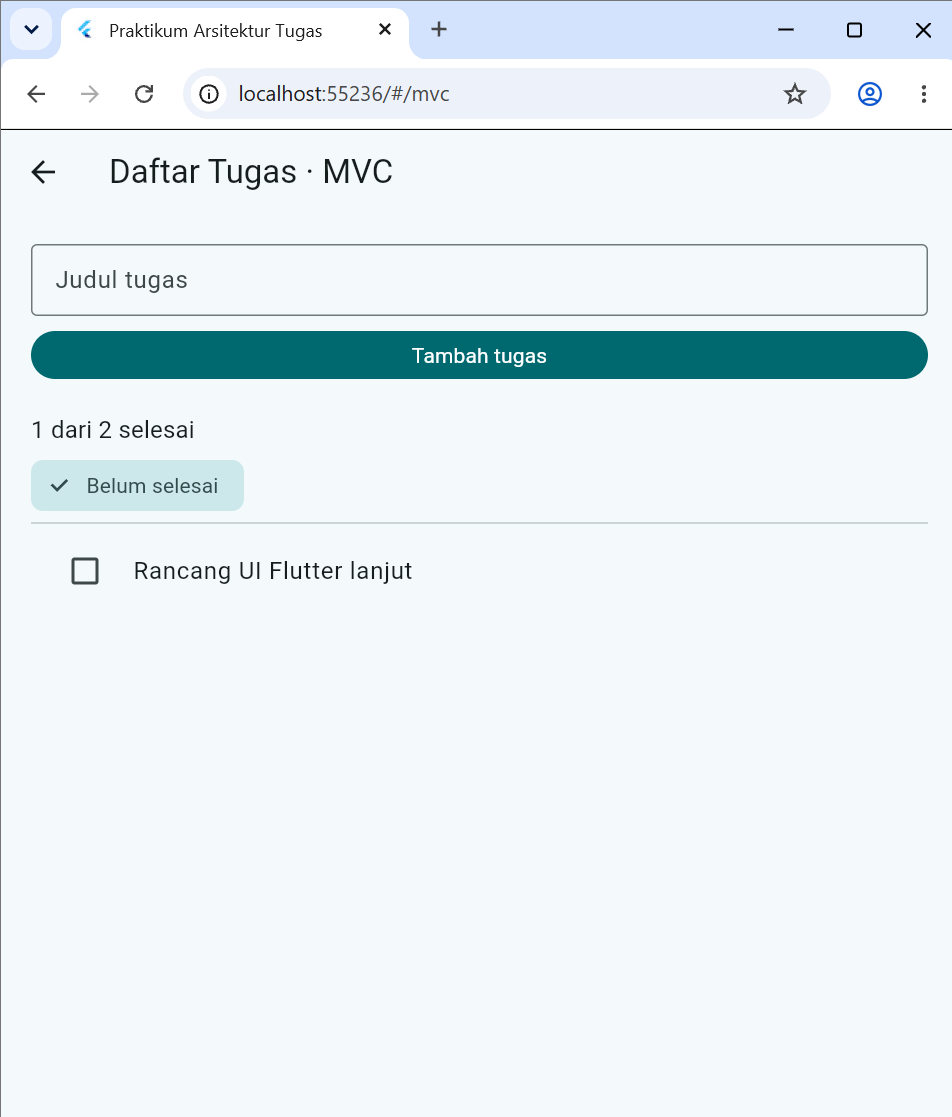 Praktikum Arsitektur Tugas
localhost:55236/#/mvc
Daftar Tugas · MVC
Judul tugas
Tambah tugas
1 dari 2 selesai
Belum selesai
Rancang UI Flutter lanjut